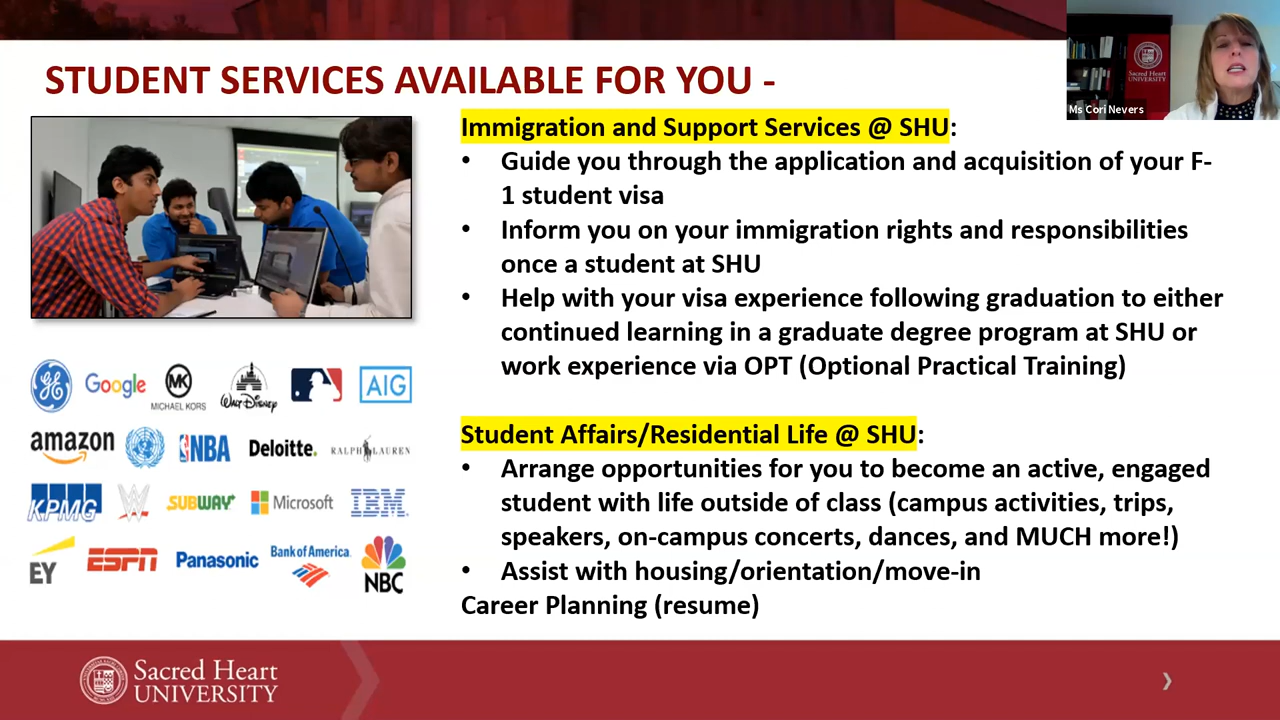 STUDENT SERVICES AVAILABLE FOR YOU -
Sacred Heart
UNIVERSITY
Ms Cori Nevers
Immigration and Support Services @ SHU:
• Guide you through the application and acquisition of your F-
1 student visa
• Inform you on your immigration rights and responsibilities
once a student at SHU
• Help with your visa experience following graduation to either
continued learning in a graduate degree program at SHU or
work experience via OPT (Optional Practical Training)
Student Affairs/Residential Life @ SHU:
• Arrange opportunities for you to become an active, engaged
student with life outside of class (campus activities, trips,
speakers, on-campus concerts, dances, and MUCH more!)
• Assist with housing/orientation/move-in
Career Planning (resume)
GE Google MK MICHAEL KORS WALT DISNEY AIG
amazon NBA Deloitte. RALPH LAUREN
KPMG W SUBWAY Microsoft IBM
EY ESPN Panasonic Bank of America NBC
Sacred Heart
UNIVERSITY